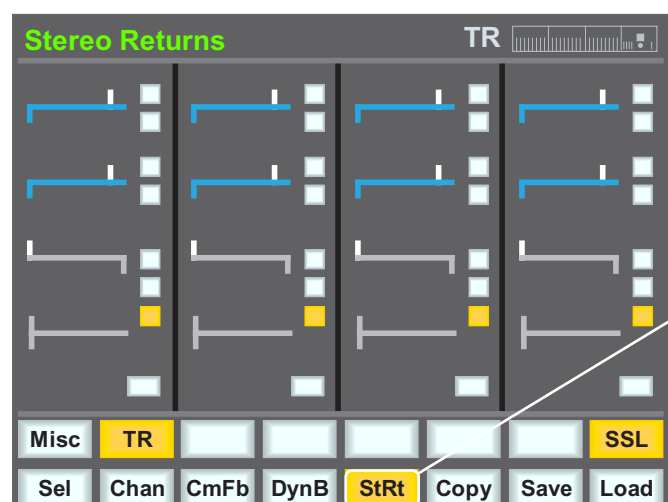 Stereo Returns TR
Misc TR SSL
Sel Chan CmFb DynB StRt Copy Save Load